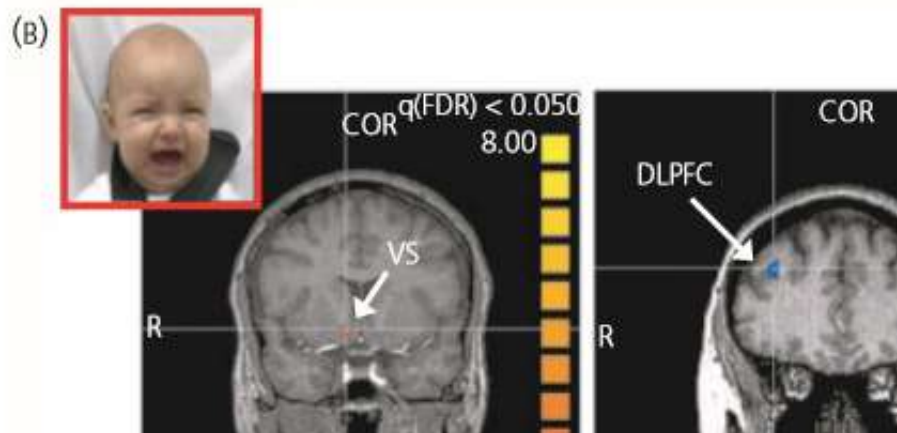 (B)
COR q(FDR) < 0.050
8.00
COR
DLPFC
VS
R
R